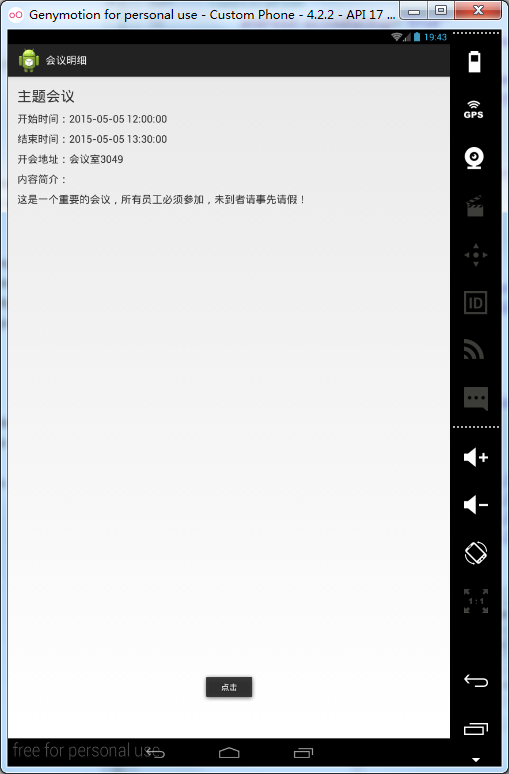 Genymotion for personal use - Custom Phone - 4.2.2 - API 17 ...
19:43
会议明细
GPS
主题会议
开始时间：2015-05-05 12:00:00
结束时间：2015-05-05 13:30:00
开会地址：会议室3049
内容简介：
这是一个重要的会议，所有员工必须参加，未到者请事先请假！
ID
1:1
点击
free for personal use